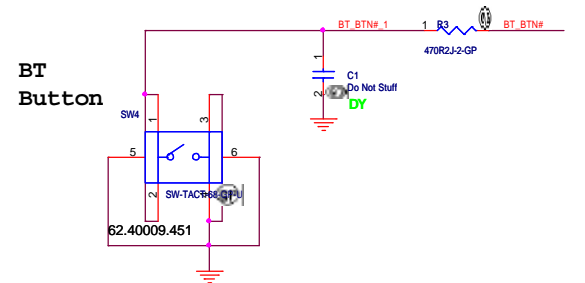 BT_BTN#_1
1
R3
BT_BTN#
470R2J-2-GP
BT
Button
1
C1
Do Not Stuff
2
DY
SW4
1
3
5
6
2
62.40009.451